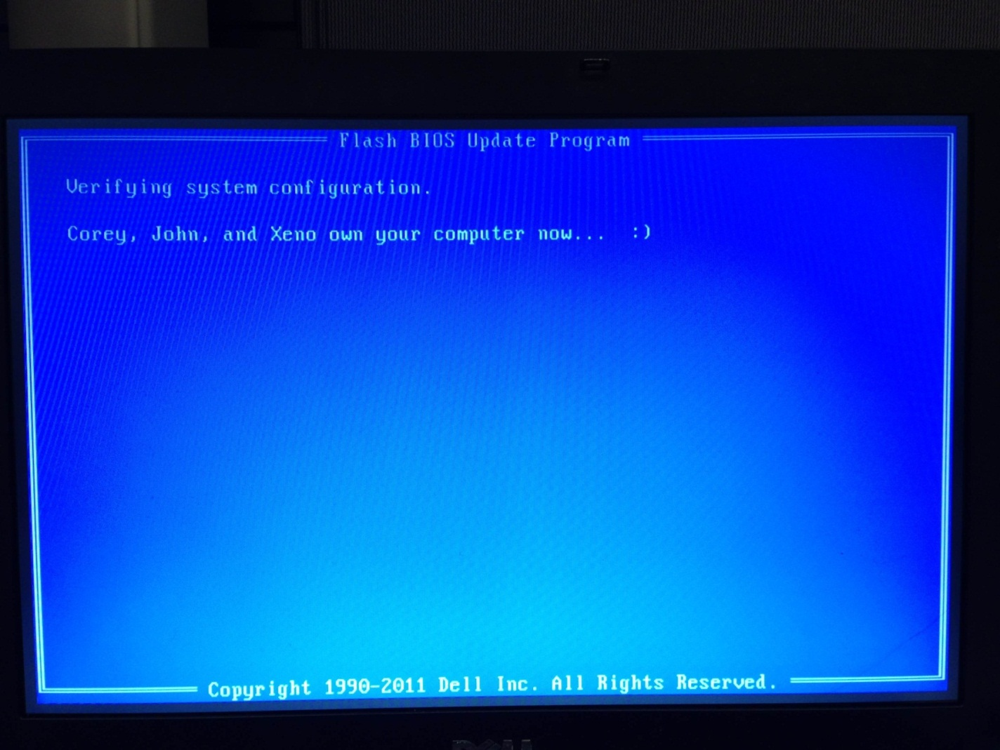 Flash BIOS Update Program
Verifying system configuration.
Corey, John, and Xeno own your computer now... :)
Copyright 1990-2011 Dell Inc. All Rights Reserved.
DELL